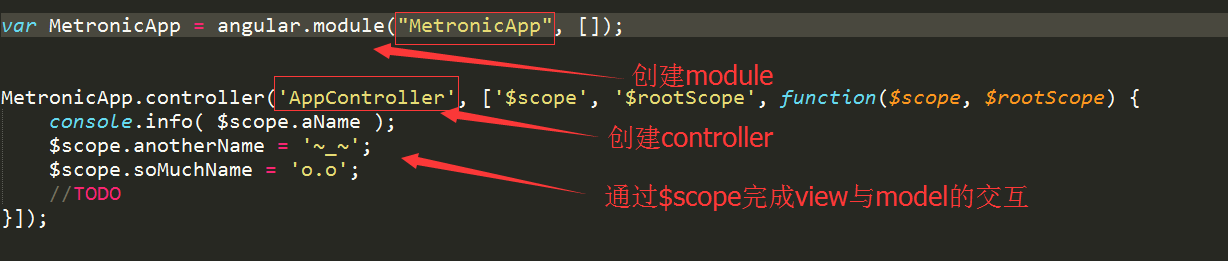 var MetronicApp = angular.module("MetronicApp", []);
创建module
MetronicApp.controller('AppController', ['$scope', '$rootScope', function($scope, $rootScope) {
console.info( $scope.aName );
创建controller
$scope.anotherName = '~_~';
$scope.soMuchName = 'o.o';
通过$scope完成view与model的交互
//TODO
}]);